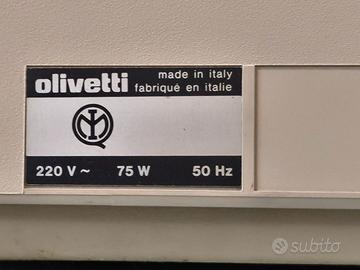 olivetti
made in italy
fabriqué en italie
220 V ~ 75 W 50 Hz
subito